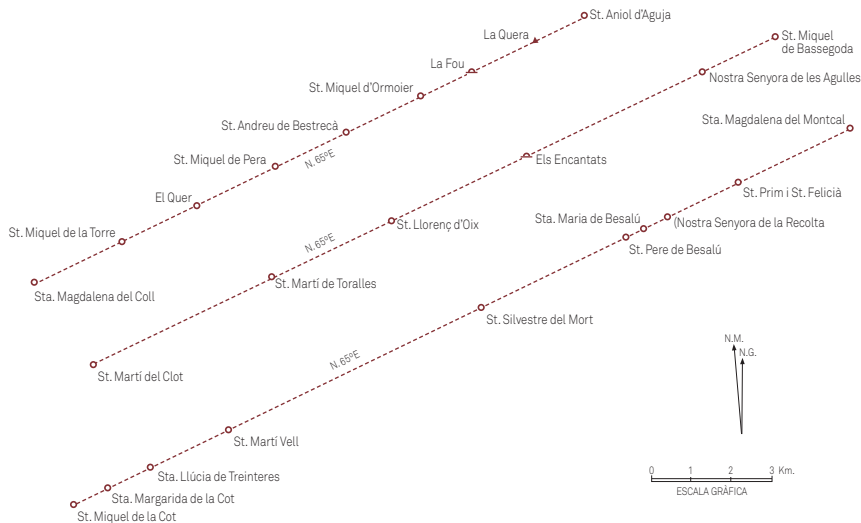 St. Aniol d'Aguja
La Quera
La Fou
St. Miquel d'Ormoier
St. Andreu de Bestrecà
St. Miquel de Pera
El Quer
St. Miquel de la Torre
Sta. Magdalena del Coll
N. 65ºE
St. Miquel
de Bassegoda
Nostra Senyora de les Agulles
Els Encantats
St. Llorenç d'Oix
N. 65ºE
St. Martí de Toralles
St. Martí del Clot
Sta. Magdalena del Montcal
St. Prim i St. Felicià
(Nostra Senyora de la Recolta
Sta. Maria de Besalú
St. Pere de Besalú
St. Silvestre del Mort
N. 65ºE
St. Martí Vell
Sta. Llúcia de Treinteres
Sta. Margarida de la Cot
St. Miquel de la Cot
N.M.
N.G.
0 1 2 3 Km.
ESCALA GRÀFICA